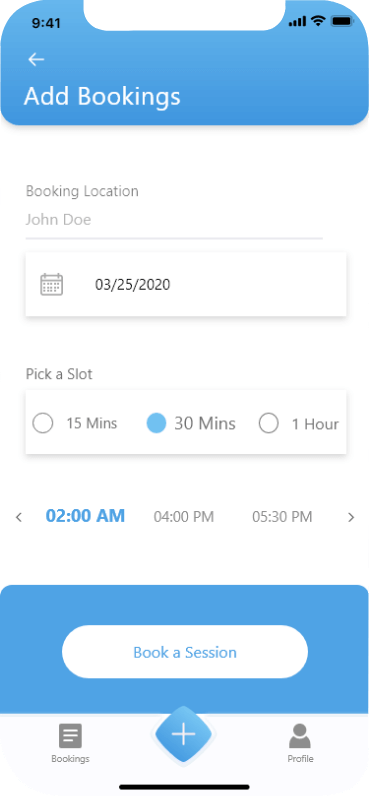 9:41
Add Bookings
Booking Location
John Doe
03/25/2020
Pick a Slot
15 Mins 30 Mins 1 Hour
02:00 AM 04:00 PM 05:30 PM
Book a Session
Bookings Profile